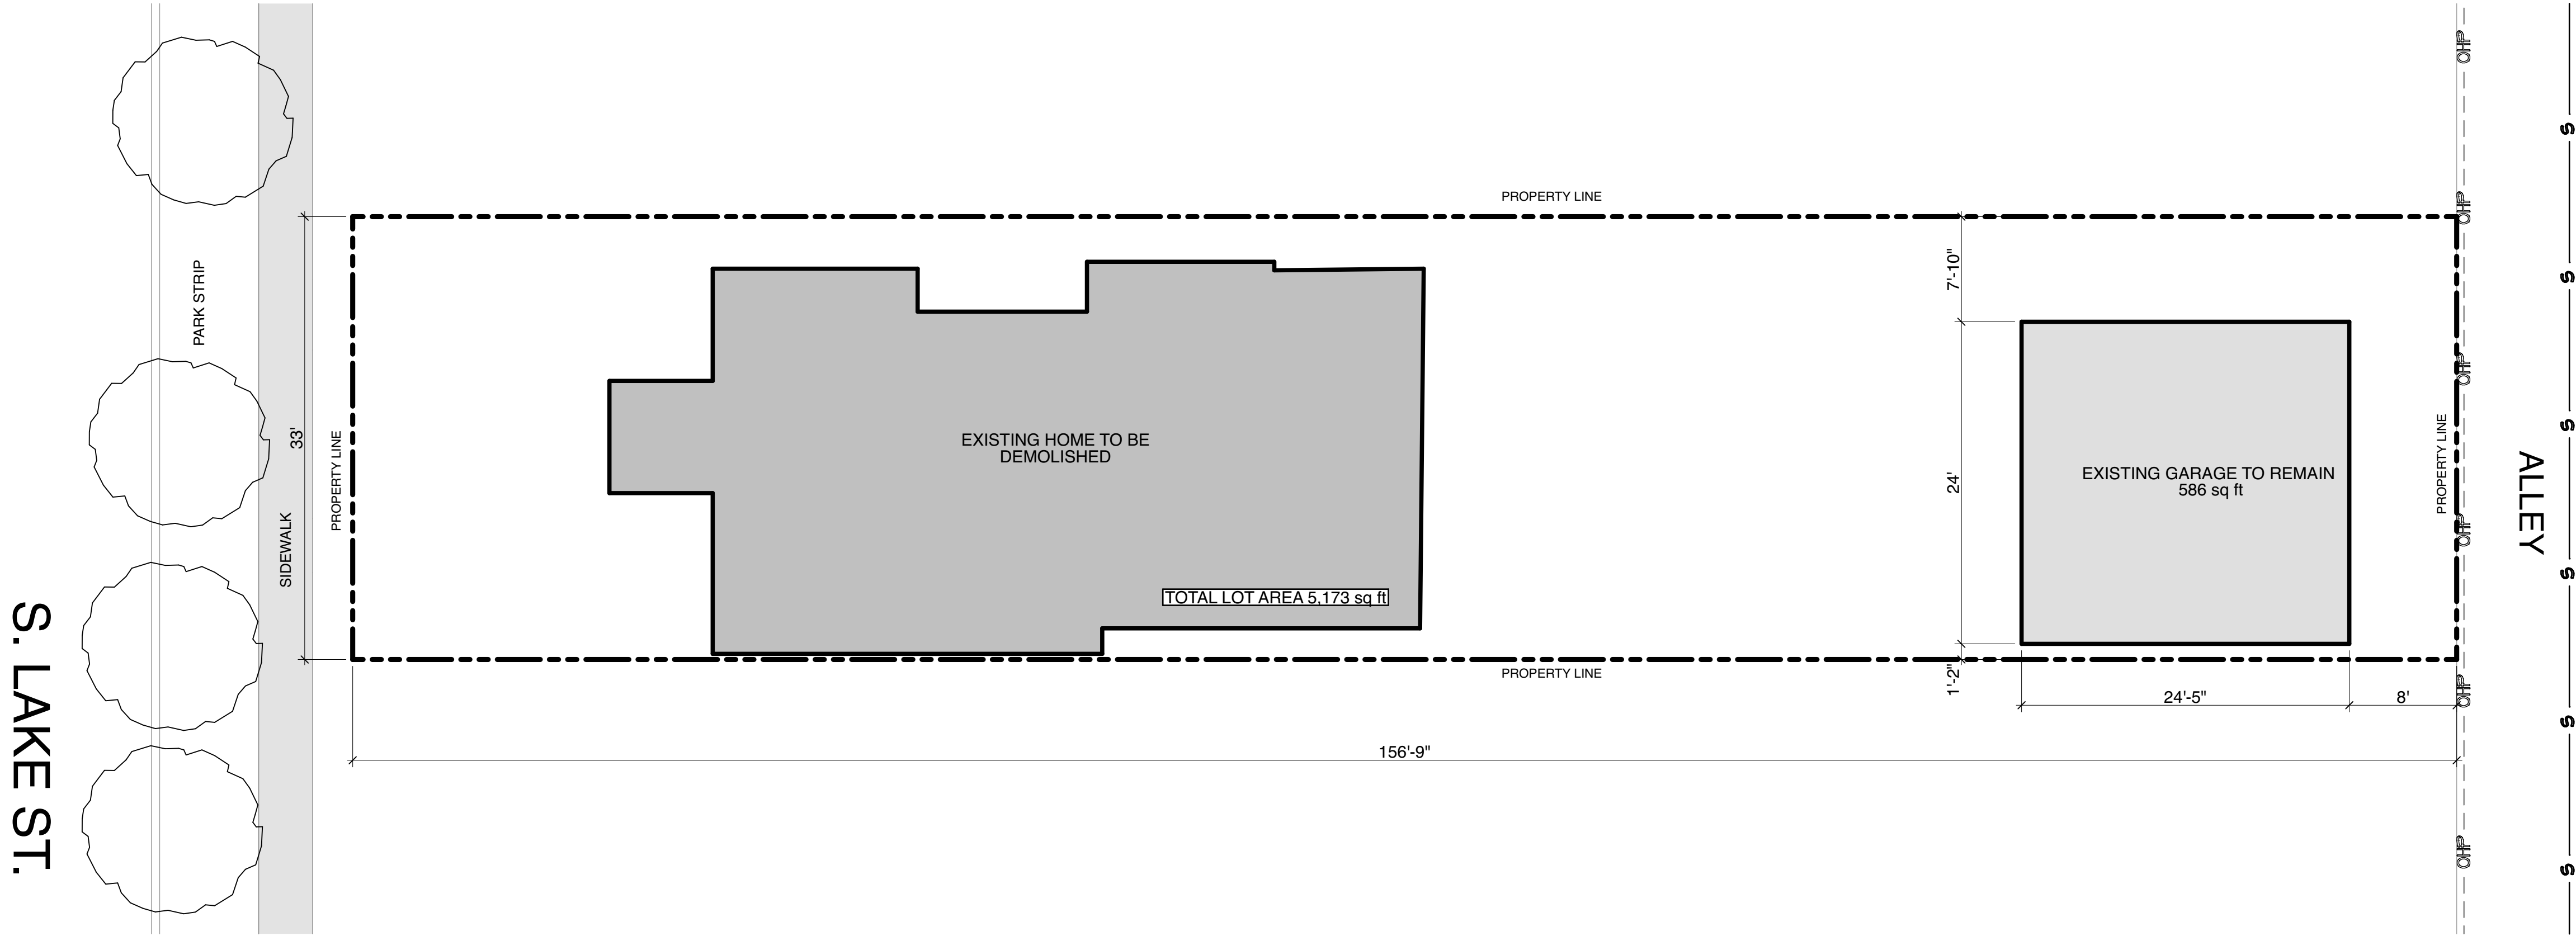 OHP
S
PROPERTY LINE
OHP
7'-10"
S
PARK STRIP
OHP
33'
PROPERTY LINE
SIDEWALK
EXISTING HOME TO BE
DEMOLISHED
24'
EXISTING GARAGE TO REMAIN
586 sq ft
PROPERTY LINE
S
ALLEY
OHP
TOTAL LOT AREA 5,173 sq ft
S
S. LAKE ST.
PROPERTY LINE
1'-2"
24'-5"
8'
OHP
S
156'-9"
OHP
S